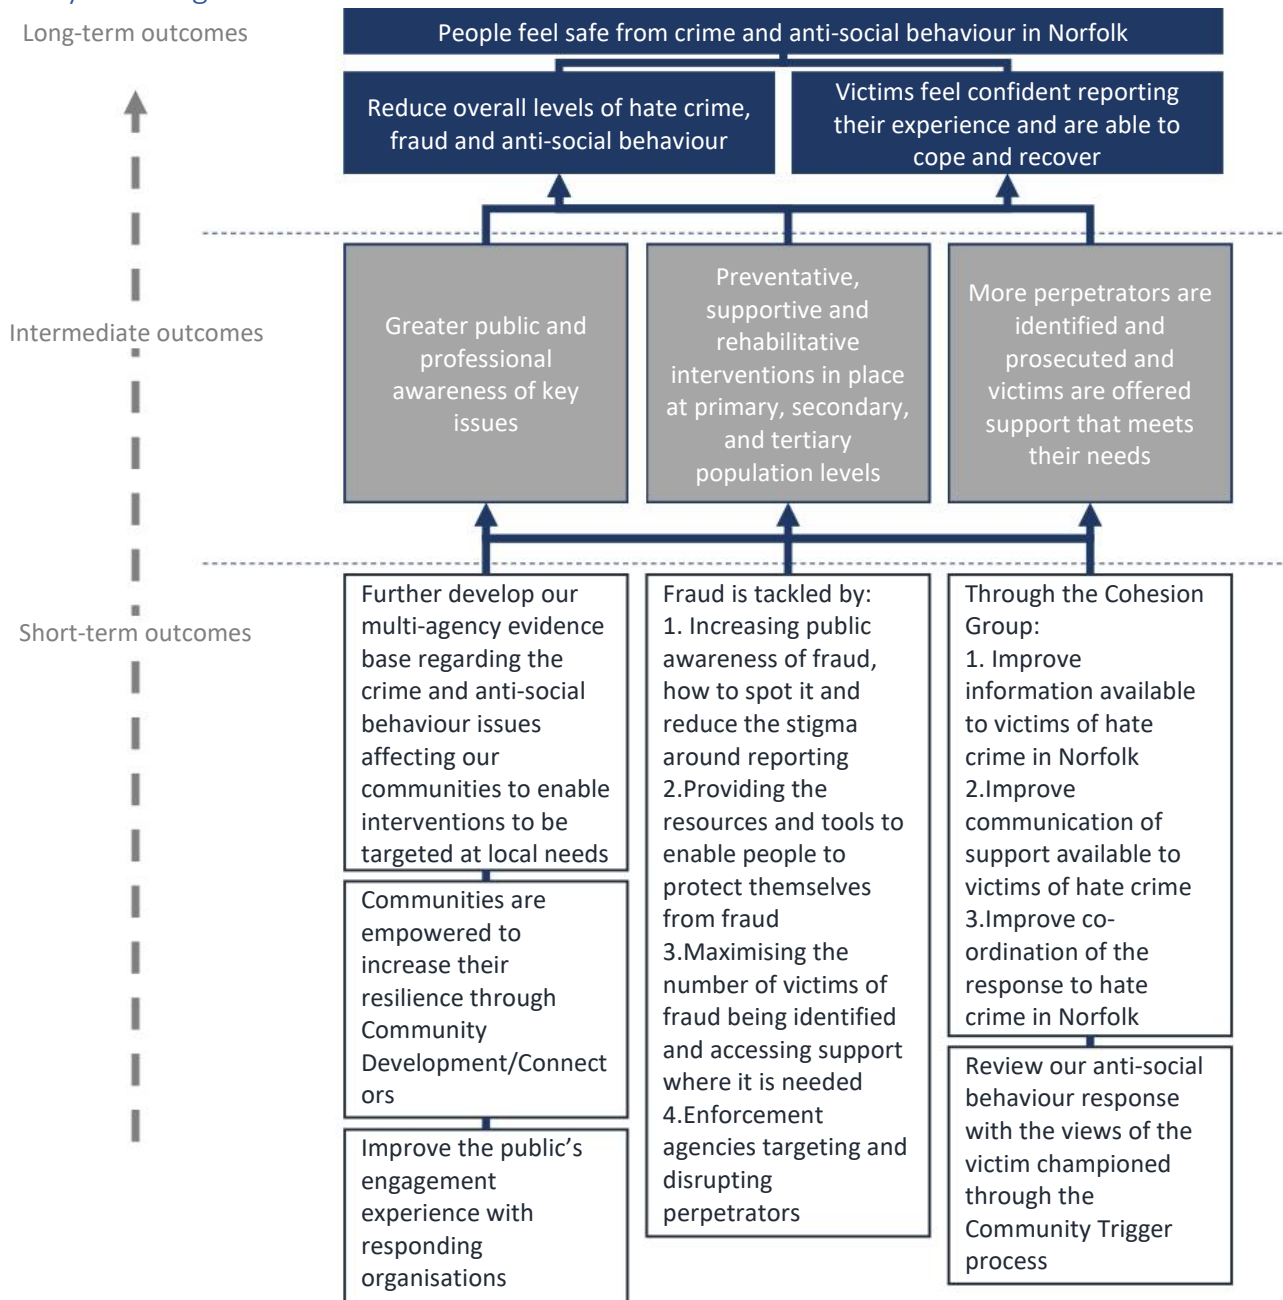 Long-term outcomes
People feel safe from crime and anti-social behaviour in Norfolk
Reduce overall levels of hate crime,
fraud and anti-social behaviour
Victims feel confident reporting
their experience and are able to
cope and recover
Intermediate outcomes
Greater public and
professional
awareness of key
issues
Preventative,
supportive and
rehabilitative
interventions in place
at primary, secondary,
and tertiary
population levels
More perpetrators are
identified and
prosecuted and
victims are offered
support that meets
their needs
Short-term outcomes
Further develop our
multi-agency evidence
base regarding the
crime and anti-social
behaviour issues
affecting our
communities to enable
interventions to be
targeted at local needs
Communities are
empowered to
increase their
resilience through
Community
Development/Connect
ors
Improve the public’s
engagement
experience with
responding
organisations
Fraud is tackled by:
1. Increasing public
awareness of fraud,
how to spot it and
reduce the stigma
around reporting
2.Providing the
resources and tools to
enable people to
protect themselves
from fraud
3.Maximising the
number of victims of
fraud being identified
and accessing support
where it is needed
4.Enforcement
agencies targeting and
disrupting
perpetrators
Through the Cohesion
Group:
1. Improve
information available
to victims of hate
crime in Norfolk
2.Improve
communication of
support available to
victims of hate crime
3.Improve co-
ordination of the
response to hate
crime in Norfolk
Review our anti-social
behaviour response
with the views of the
victim championed
through the
Community Trigger
process